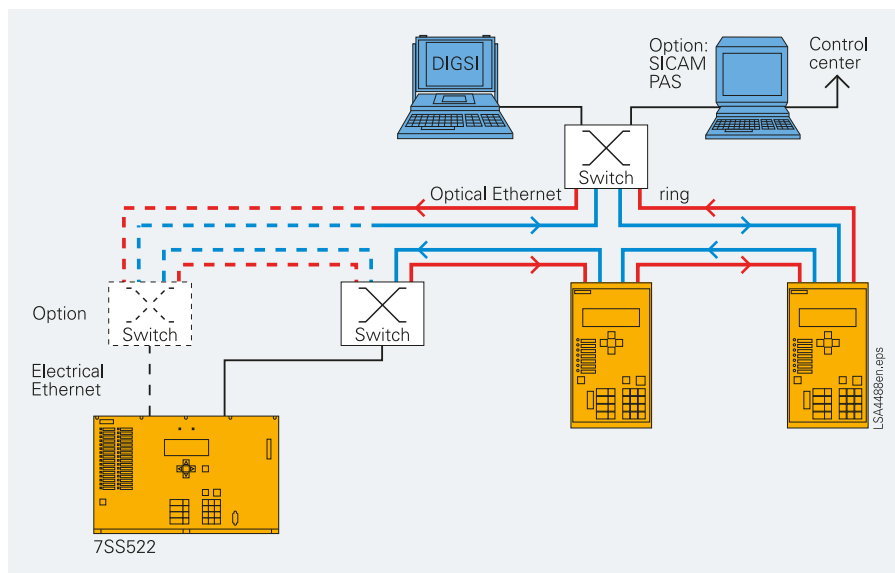 DIGSI
Option:
SICAM
PAS
Control
center
Switch
Optical Ethernet
ring
Option
Switch
Switch
Electrical
Ethernet
7SS522
LSA4488en.eps